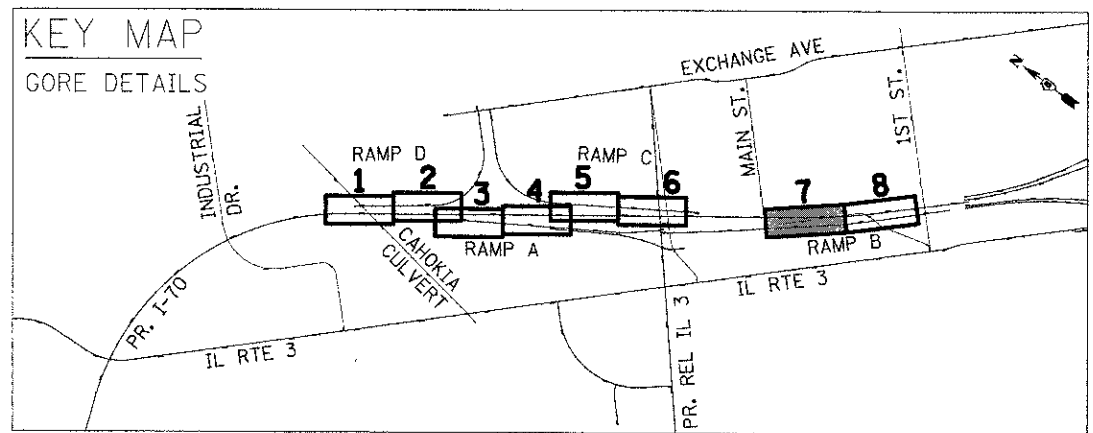 KEY MAP
GORE DETAILS
INDUSTRIAL
DR.
RAMP D
1
2
3
4
RAMP A
CAHOKIA
CULVERT
RAMP C
5
6
EXCHANGE AVE
MAIN ST.
1ST ST.
N
7
8
RAMP B
IL RTE 3
PR. I-70
IL RTE 3
PR. REL IL 3